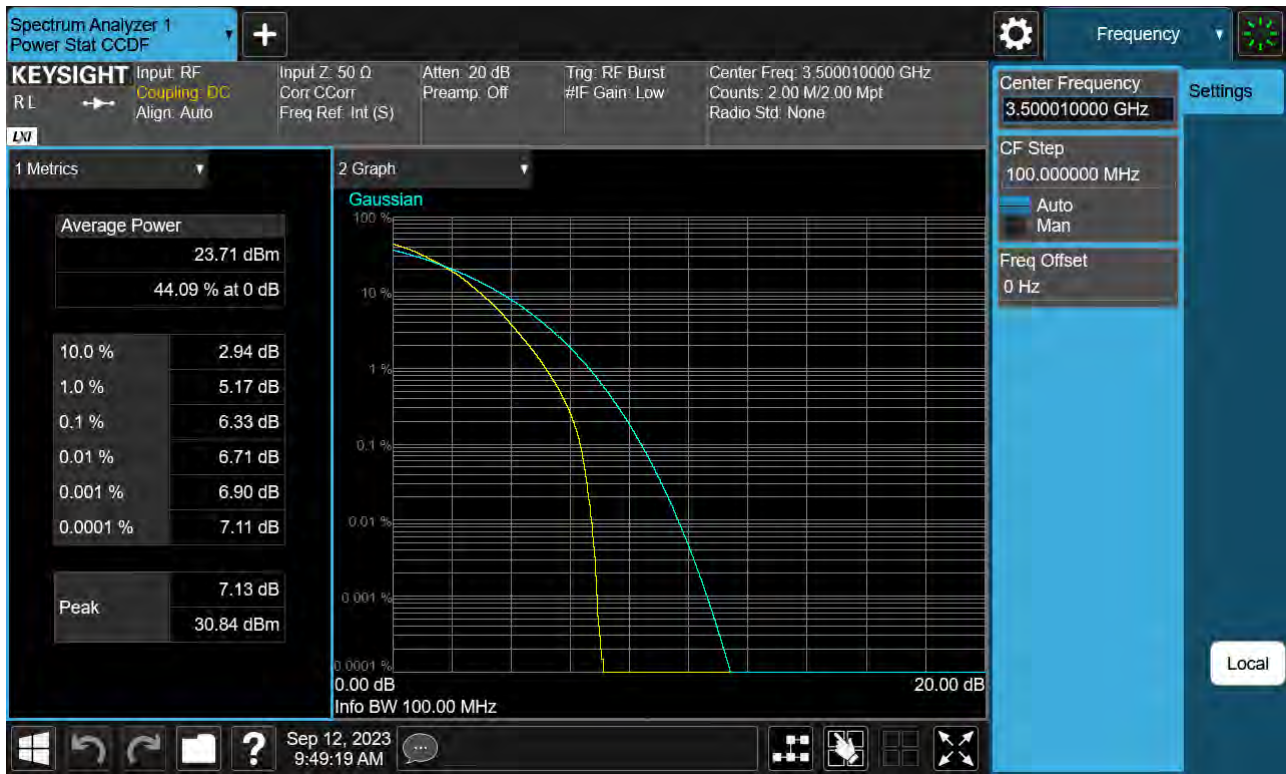 Spectrum Analyzer 1
Power Stat CCDF
+
Frequency
KEYSIGHT
RL
LXI
Input: RF
Coupling: DC
Align: Auto
Input Z: 50 Ω
Corr CCorr
Freq Ref: Int (S)
Atten: 20 dB
Preamp: Off
Trig: RF Burst
#IF Gain: Low
Center Freq: 3.500010000 GHz
Counts: 2.00 M/2.00 Mpt
Radio Std: None
Center Frequency
3.500010000 GHz
Settings
CF Step
100.000000 MHz
Auto
Man
Freq Offset
0 Hz
Local
1 Metrics
Average Power
23.71 dBm
44.09 % at 0 dB
10.0 % 2.94 dB
1.0 % 5.17 dB
0.1 % 6.33 dB
0.01 % 6.71 dB
0.001 % 6.90 dB
0.0001 % 7.11 dB
Peak
7.13 dB
30.84 dBm
2 Graph
Gaussian
100 %
10 %
1 %
0.1 %
0.01 %
0.001 %
0.0001 %
0.00 dB 20.00 dB
Info BW 100.00 MHz
?
Sep 12, 2023
9:49:19 AM